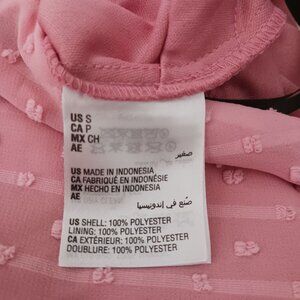 US S
CA P
MX CH
AE
صغير
US MADE IN INDONESIA
CA FABRIQUÉ EN INDONÉSIE
MX HECHO EN INDONESIA
AE
صُنع في إندونيسيا
US SHELL: 100% POLYESTER
LINING: 100% POLYESTER
CA EXTÉRIEUR: 100% POLYESTER
DOUBLURE: 100% POLYESTER